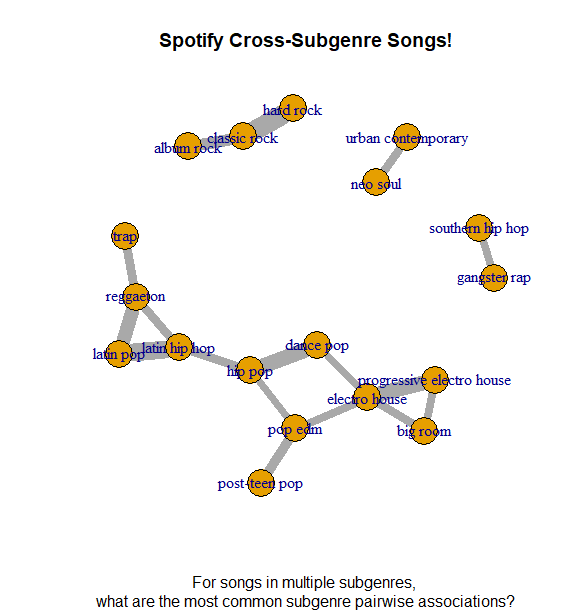 Spotify Cross-Subgenre Songs!
hard rock
classic rock
album rock
urban contemporary
neo soul
southern hip hop
trap
gangster rap
reggaeton
dance pop
latin hip hop
latin pop
hip pop
progressive electro house
electro house
pop edm
big room
post-teen pop
For songs in multiple subgenres,
what are the most common subgenre pairwise associations?